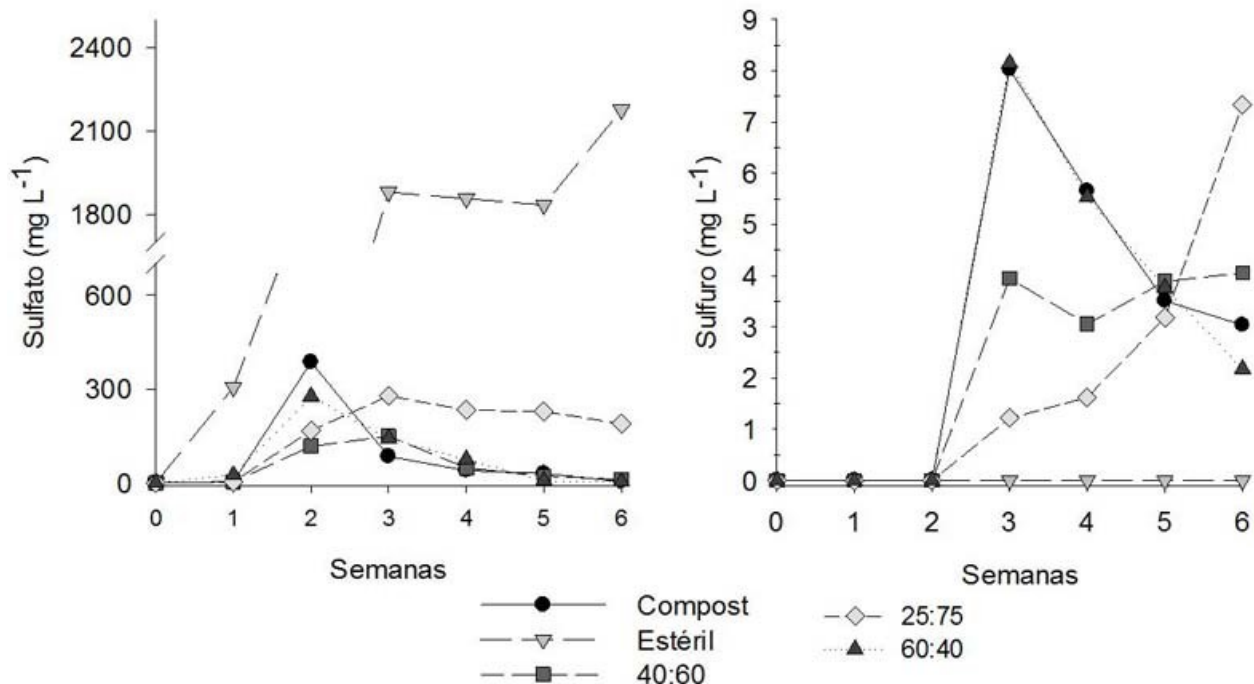 Sulfato (mg L-1)
2400
2100
1800
600
300
0
0 1 2 3 4 5 6
Semanas
Sulfuro (mg L-1)
9
8
7
6
5
4
3
2
1
0
0 1 2 3 4 5 6
Semanas
Compost
Estéril
40:60
25:75
60:40